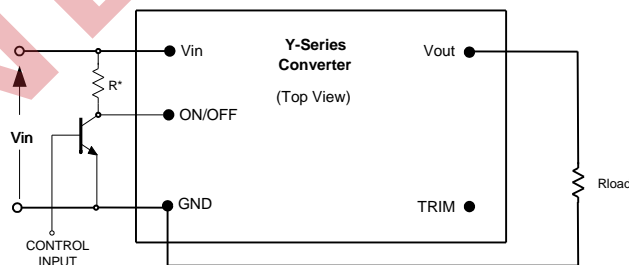 Y-Series
Converter
(Top View)
Vin
Vout
R*
ON/OFF
Vin
Rload
GND
TRIM
CONTROL
INPUT